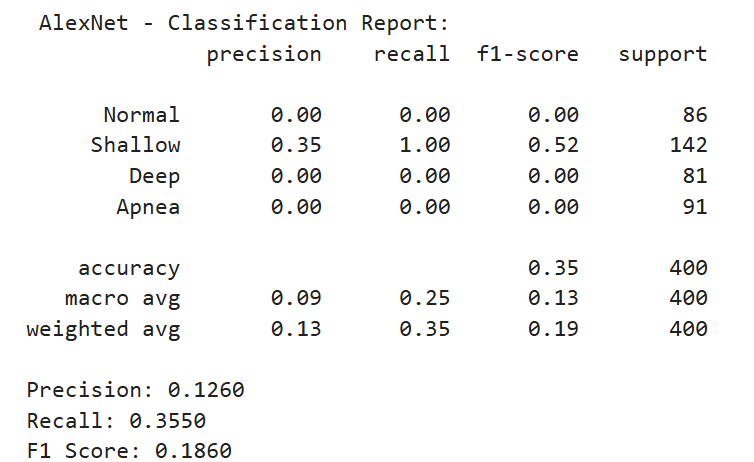 AlexNet - Classification Report:
precision recall f1-score support
Normal 0.00 0.00 0.00 86
Shallow 0.35 1.00 0.52 142
Deep 0.00 0.00 0.00 81
Apnea 0.00 0.00 0.00 91
accuracy 0.35 400
macro avg 0.09 0.25 0.13 400
weighted avg 0.13 0.35 0.19 400
Precision: 0.1260
Recall: 0.3550
F1 Score: 0.1860